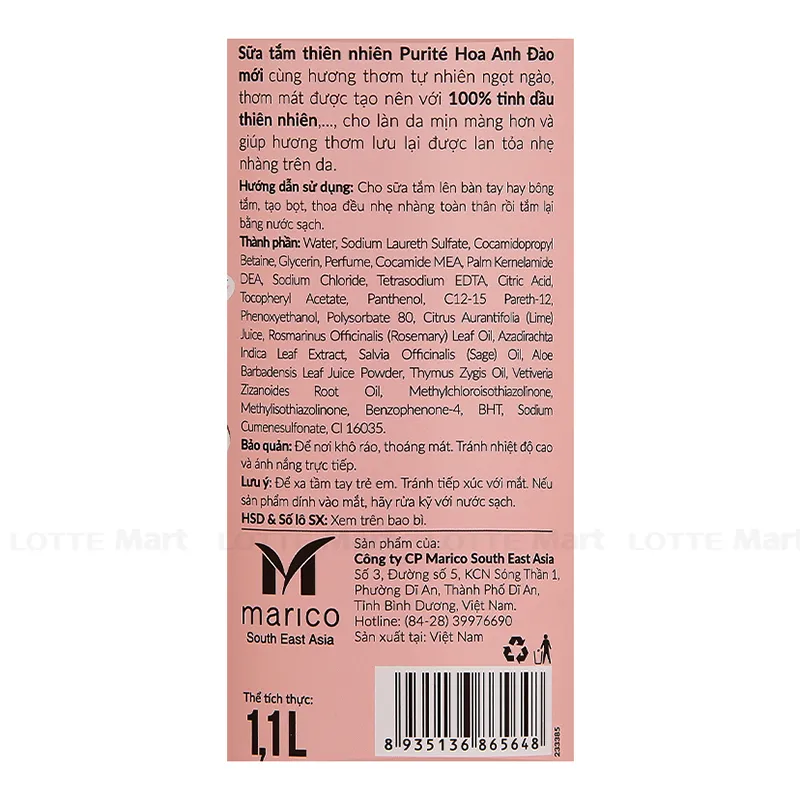 Sữa tắm thiên nhiên Purité Hoa Anh Đào
mới cùng hương thơm tự nhiên ngọt ngào,
thơm mát được tạo nên với 100% tinh dầu
thiên nhiên,..., cho làn da mịn màng hơn và
giúp hương thơm lưu lại được lan tỏa nhẹ
nhàng trên da.
Hướng dẫn sử dụng: Cho sữa tắm lên bàn tay hay bông
tắm, tạo bọt, thoa đều nhẹ nhàng toàn thân rồi tắm lại
bằng nước sạch.
Thành phần: Water, Sodium Laureth Sulfate, Cocamidopropyl
Betaine, Glycerin, Perfume, Cocamide MEA, Palm Kernelamide
DEA, Sodium Chloride, Tetrasodium EDTA, Citric Acid,
Tocopheryl Acetate, Panthenol, C12-15 Pareth-12,
Phenoxyethanol, Polysorbate 80, Citrus Aurantifolia (Lime)
Juice, Rosmarinus Officinalis (Rosemary) Leaf Oil, Azadirachta
Indica Leaf Extract, Salvia Officinalis (Sage) Oil, Aloe
Barbadensis Leaf Juice Powder, Thymus Zygis Oil, Vetiveria
Zizanoides Root Oil, Methylchloroisothiazolinone,
Methylisothiazolinone, Benzophenone-4, BHT, Sodium
Cumenesulfonate, CI 16035.
Bảo quản: Để nơi khô ráo, thoáng mát. Tránh nhiệt độ cao
và ánh nắng trực tiếp.
Lưu ý: Để xa tầm tay trẻ em. Tránh tiếp xúc với mắt. Nếu
sản phẩm dính vào mắt, hãy rửa kỹ với nước sạch.
HSD & Số lô SX: Xem trên bao bì.
LOTTE Mart LOTTE Mart LOTTE Mart LOTTE Mart
marico
South East Asia
Sản phẩm của:
Công ty CP Marico South East Asia
Số 3, Đường số 5, KCN Sóng Thần 1,
Phường Dĩ An, Thành Phố Dĩ An,
Tỉnh Bình Dương, Việt Nam.
Hotline: (84-28) 39976690
Sản xuất tại: Việt Nam
Thể tích thực:
1,1L
8 935136 865648
233385